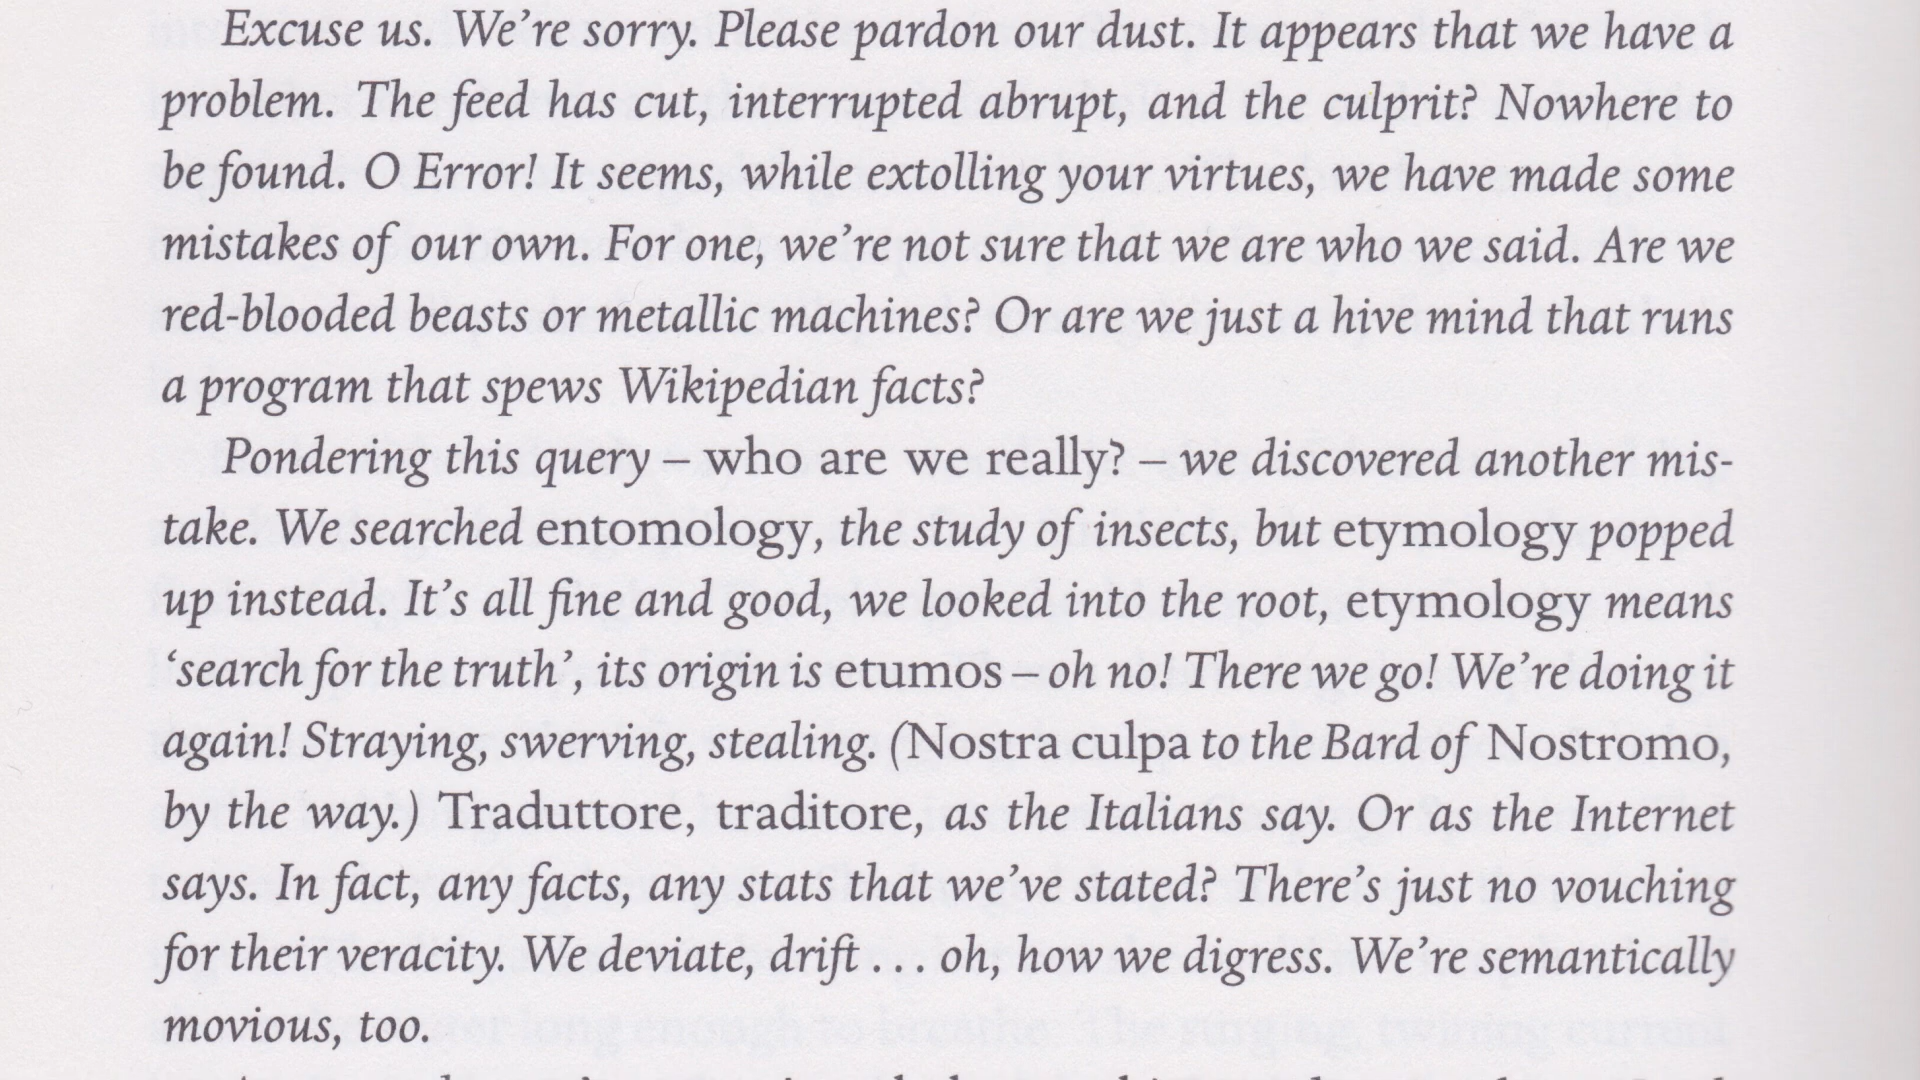 Excuse us. We're sorry. Please pardon our dust. It appears that we have a
problem. The feed has cut, interrupted abrupt, and the culprit? Nowhere to
be found. O Error! It seems, while extolling your virtues, we have made some
mistakes of our own. For one, we're not sure that we are who we said. Are we
red-blooded beasts or metallic machines? Or are we just a hive mind that runs
a program that spews Wikipedian facts?
Pondering this query – who are we really? – we discovered another mis-
take. We searched entomology, the study of insects, but etymology popped
up instead. It's all fine and good, we looked into the root, etymology means
‘search for the truth’, its origin is etumos – oh no! There we go! We're doing it
again! Straying, swerving, stealing. (Nostra culpa to the Bard of Nostromo,
by the way.) Traduttore, traditore, as the Italians say. Or as the Internet
says. In fact, any facts, any stats that we've stated? There's just no vouching
for their veracity. We deviate, drift . . . oh, how we digress. We're semantically
movious, too.